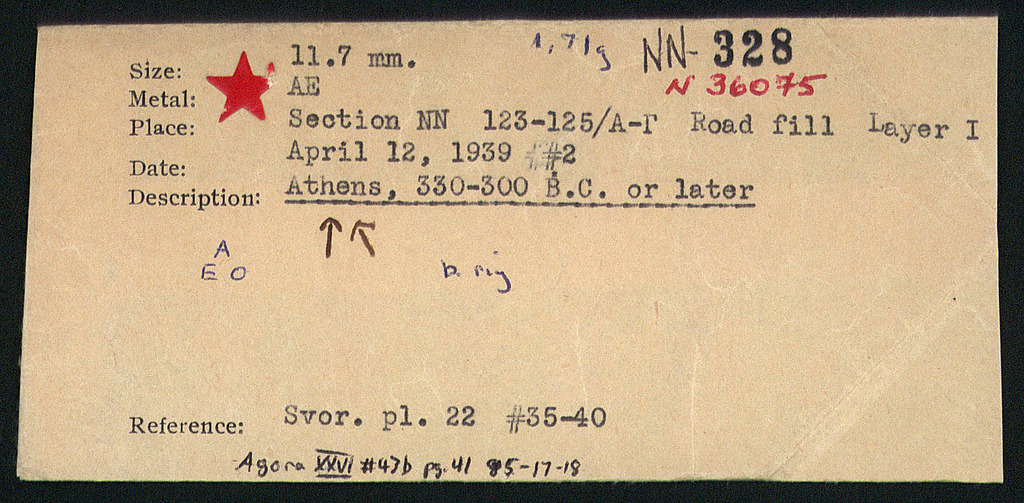 1,71g NN-328
Size: 11.7 mm. N 36075
Metal: AE
Place: Section NN 123-125/A-Γ Road fill Layer I
Date: April 12, 1939 ##2
Description: Athens, 330-300 B.C. or later
↑↖
A
E O b. rig
Reference: Svor. pl. 22 #35-40
Agora XXVI #43b pg. 41 85-17-18